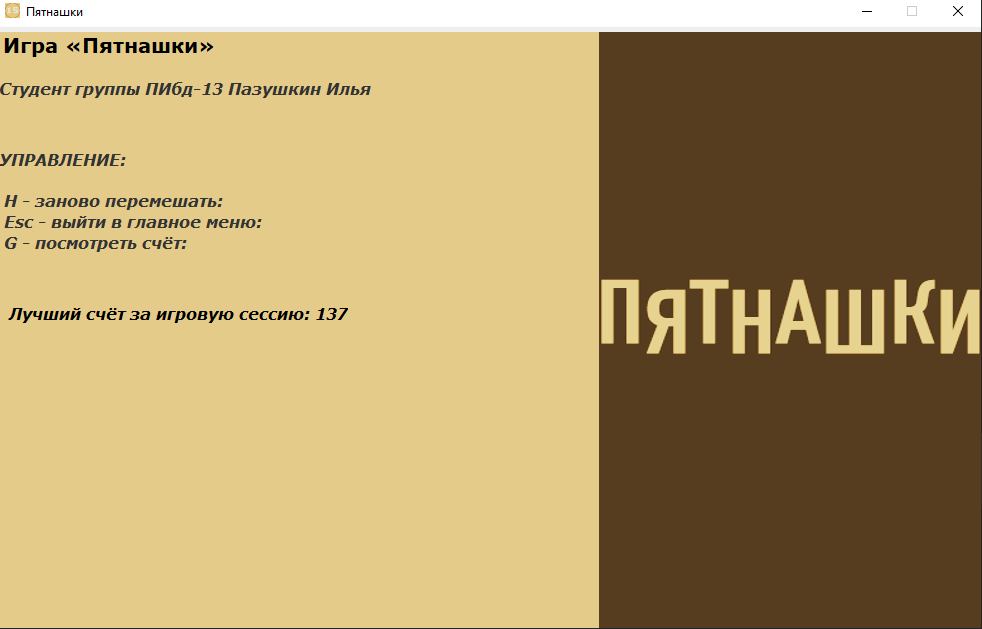 15 Пятнашки
Игра «Пятнашки»
Студент группы ПИбд-13 Пазушкин Илья
УПРАВЛЕНИЕ:
H - заново перемешать:
Esc - выйти в главное меню:
G - посмотреть счёт:
Лучший счёт за игровую сессию: 137
ПЯТНАШКИ